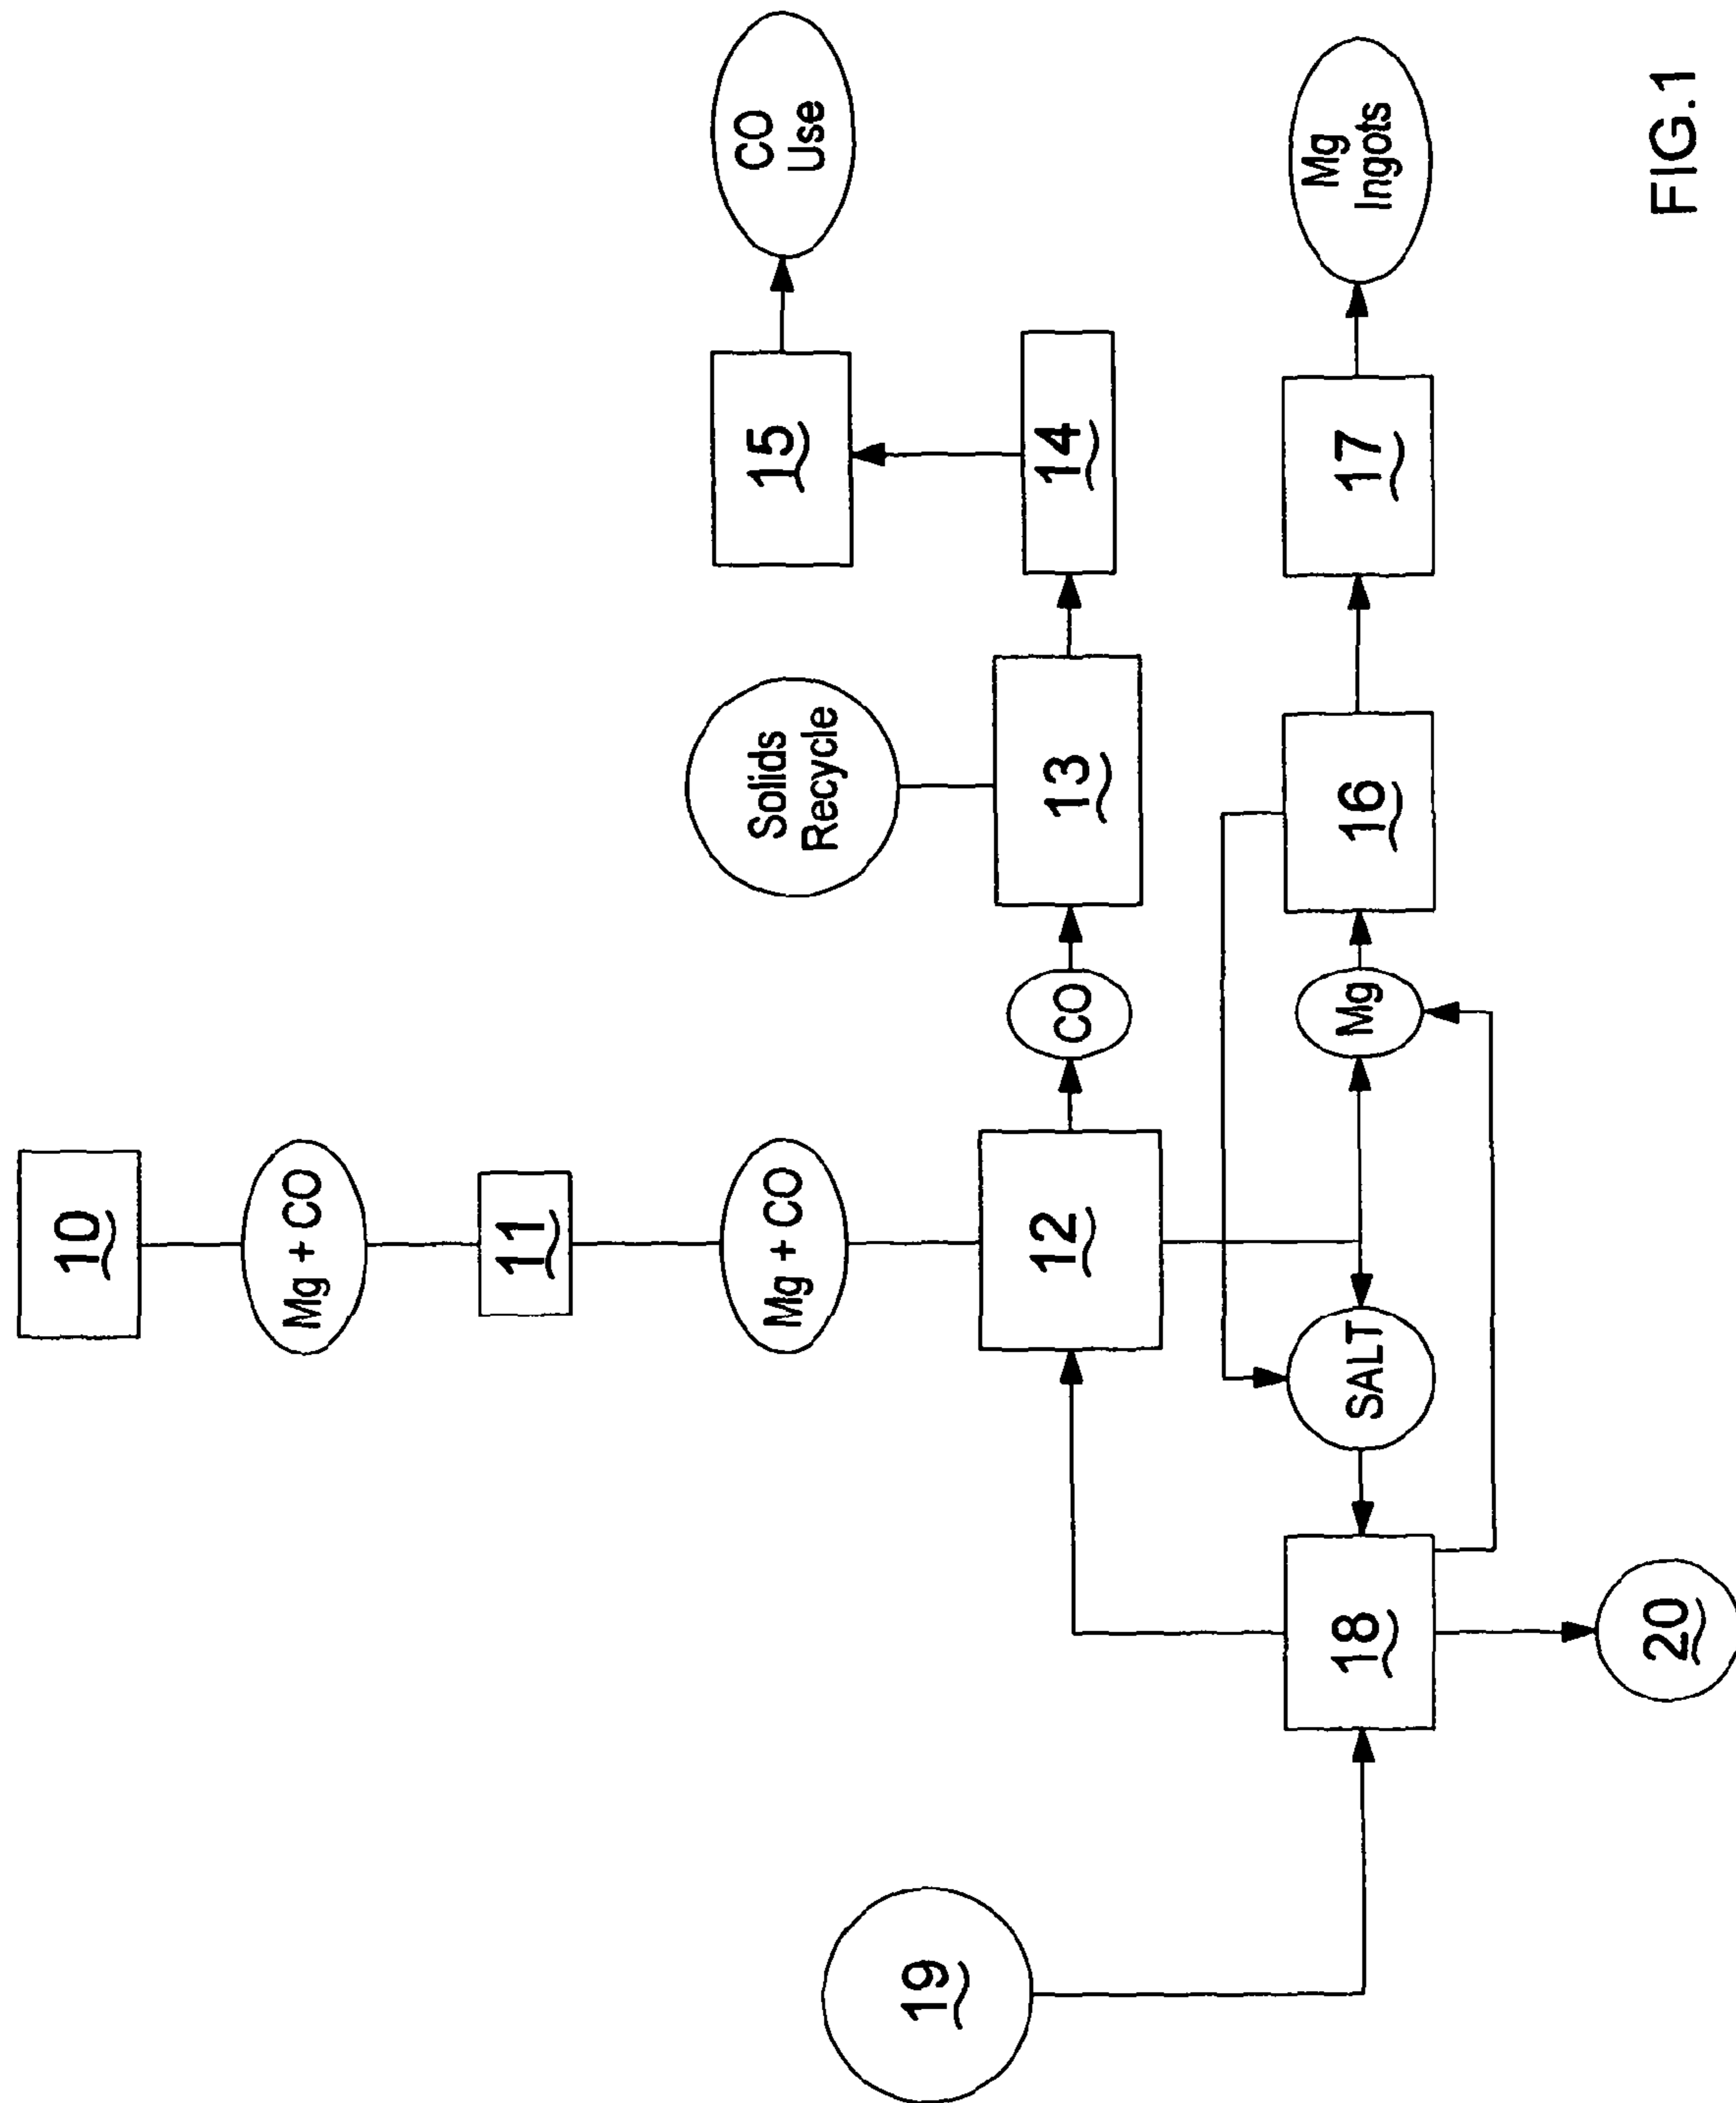 10
Mg + CO
11
Mg + CO
12
CO
13
Solids
Recycle
14
15
CO
Use
SALT
Mg
16
17
Mg
Ingots
18
19
20
FIG.1